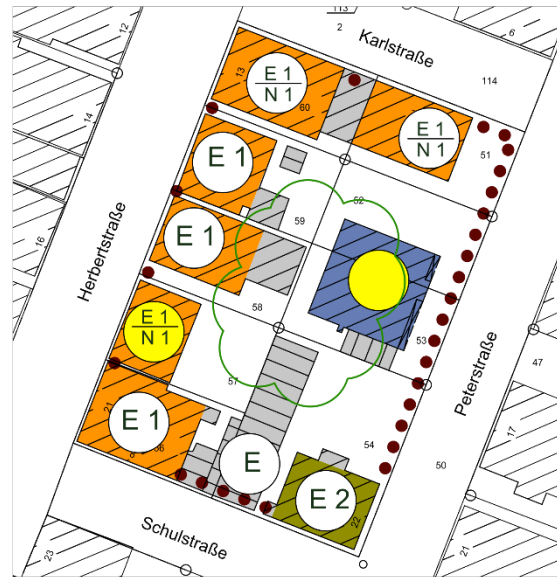 113
2
6
12
Karlstraße
13
E 1
N 1
60
114
14
E 1
N 1
51
E 1
52
59
16
E 1
Herbertstraße
58
53
E 1
N 1
47
57
Peterstraße
21
E 1
56
54
17
50
E
E 2
22
Schulstraße
23
21